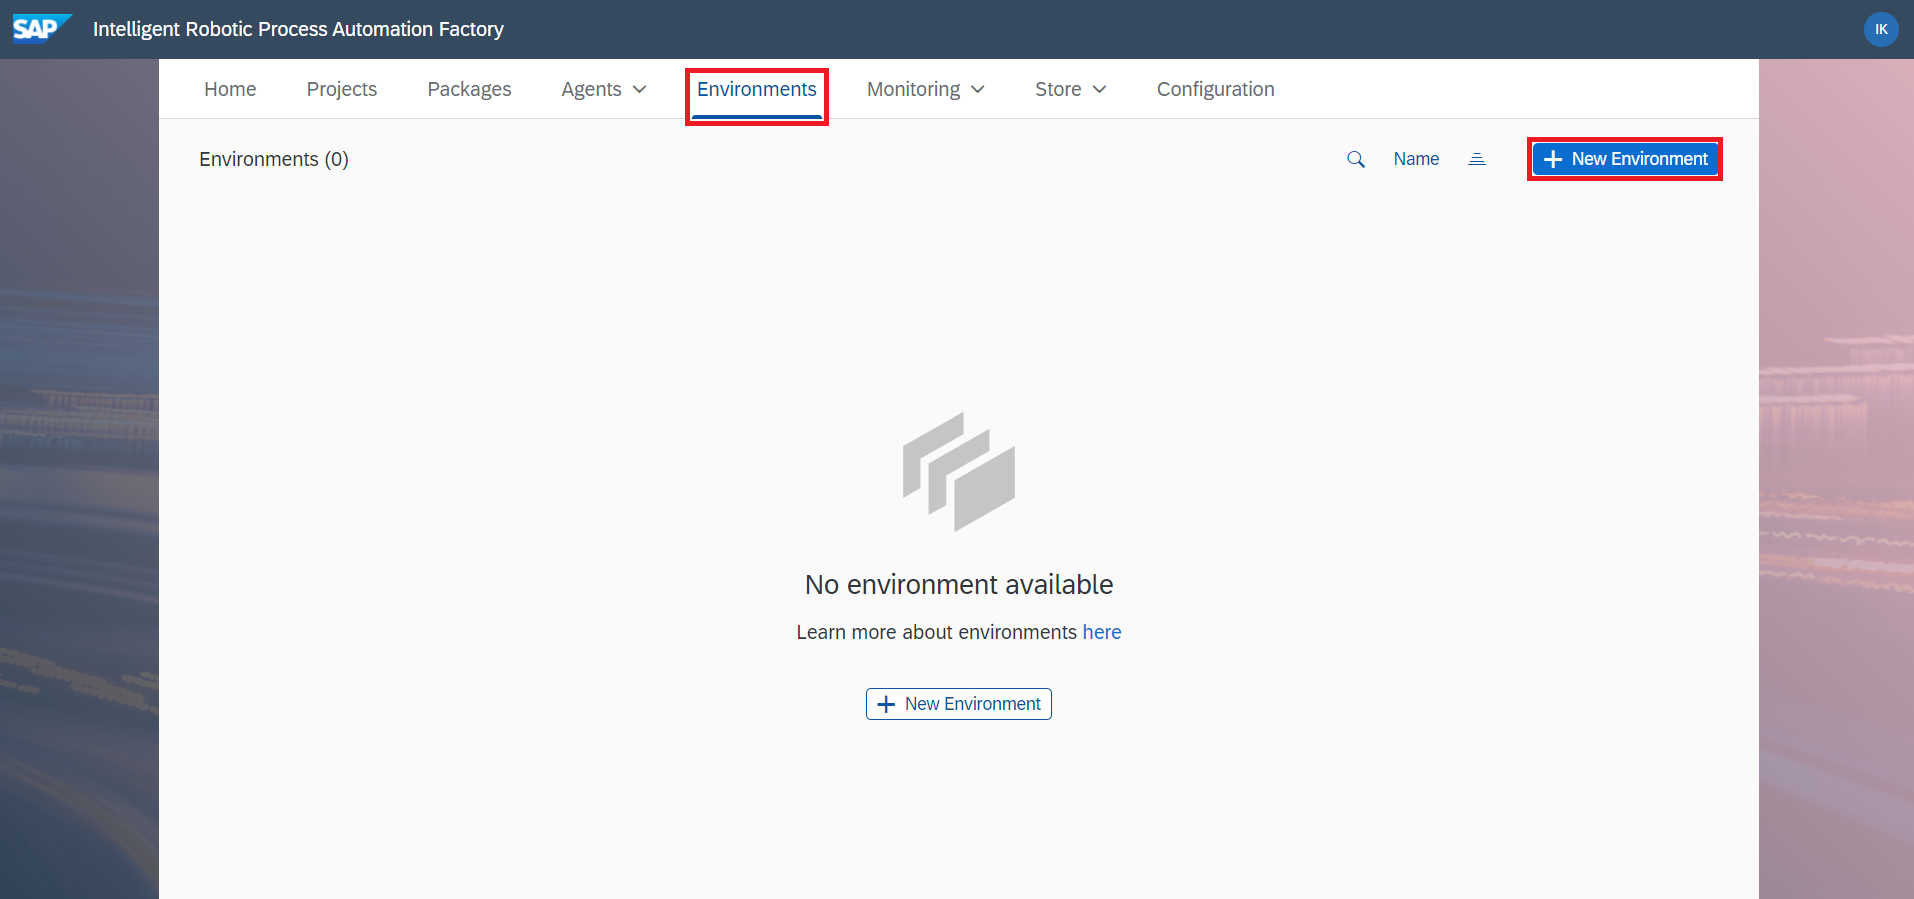 SAP Intelligent Robotic Process Automation Factory IK
Home Projects Packages Agents Environments Monitoring Store Configuration
Environments (0) Name New Environment
No environment available
Learn more about environments here
New Environment